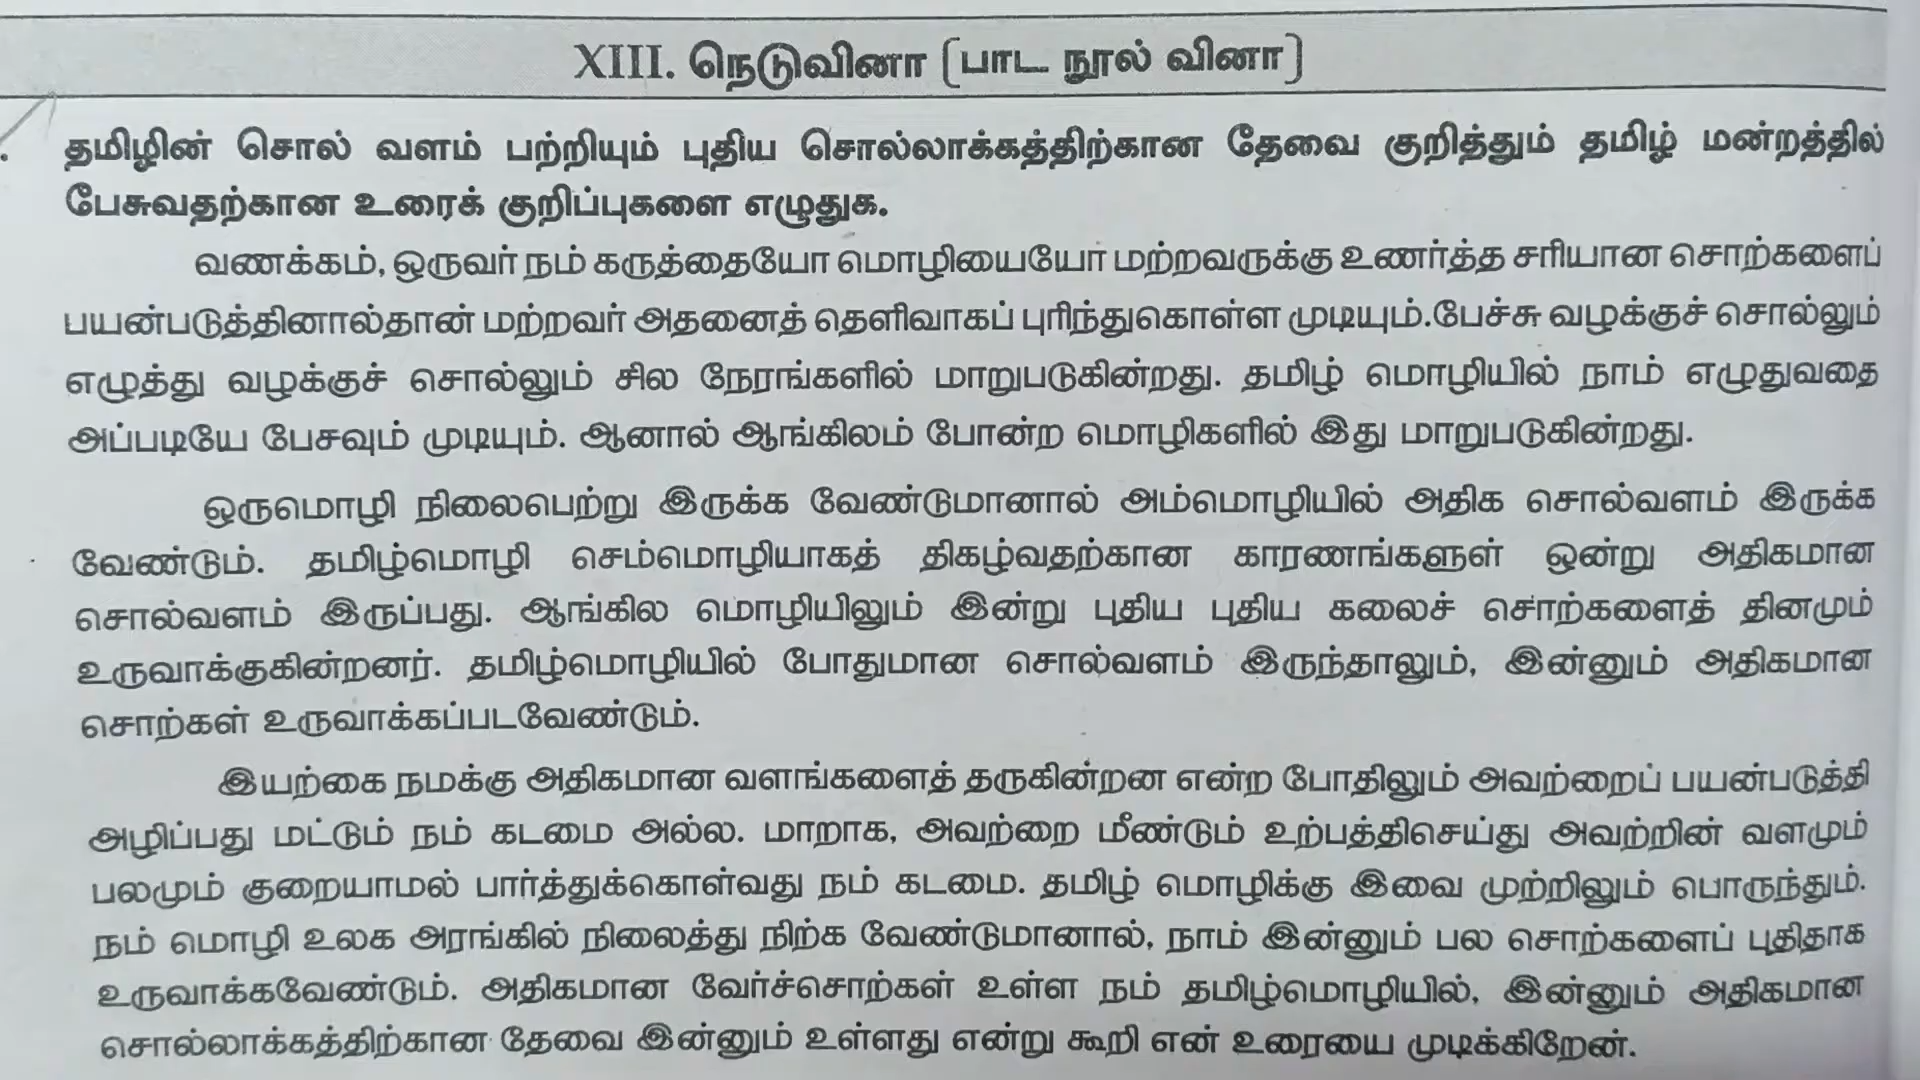 XIII. நெடுவினா (பாட நூல் வினா)
. தமிழின் சொல் வளம் பற்றியும் புதிய சொல்லாக்கத்திற்கான தேவை குறித்தும் தமிழ் மன்றத்தில்
பேசுவதற்கான உரைக் குறிப்புகளை எழுதுக.
வணக்கம், ஒருவர் நம் கருத்தையோ மொழியையோ மற்றவருக்கு உணர்த்த சரியான சொற்களைப்
பயன்படுத்தினால்தான் மற்றவர் அதனைத் தெளிவாகப் புரிந்துகொள்ள முடியும்.பேச்சு வழக்குச் சொல்லும்
எழுத்து வழக்குச் சொல்லும் சில நேரங்களில் மாறுபடுகின்றது. தமிழ் மொழியில் நாம் எழுதுவதை
அப்படியே பேசவும் முடியும். ஆனால் ஆங்கிலம் போன்ற மொழிகளில் இது மாறுபடுகின்றது.
ஒருமொழி நிலைபெற்று இருக்க வேண்டுமானால் அம்மொழியில் அதிக சொல்வளம் இருக்க
வேண்டும். தமிழ்மொழி செம்மொழியாகத் திகழ்வதற்கான காரணங்களுள் ஒன்று அதிகமான
சொல்வளம் இருப்பது. ஆங்கில மொழியிலும் இன்று புதிய புதிய கலைச் சொற்களைத் தினமும்
உருவாக்குகின்றனர். தமிழ்மொழியில் போதுமான சொல்வளம் இருந்தாலும், இன்னும் அதிகமான
சொற்கள் உருவாக்கப்படவேண்டும்.
இயற்கை நமக்கு அதிகமான வளங்களைத் தருகின்றன என்ற போதிலும் அவற்றைப் பயன்படுத்தி
அழிப்பது மட்டும் நம் கடமை அல்ல. மாறாக, அவற்றை மீண்டும் உற்பத்திசெய்து அவற்றின் வளமும்
பலமும் குறையாமல் பார்த்துக்கொள்வது நம் கடமை. தமிழ் மொழிக்கு இவை முற்றிலும் பொருந்தும்.
நம் மொழி உலக அரங்கில் நிலைத்து நிற்க வேண்டுமானால், நாம் இன்னும் பல சொற்களைப் புதிதாக
உருவாக்கவேண்டும். அதிகமான வேர்ச்சொற்கள் உள்ள நம் தமிழ்மொழியில், இன்னும் அதிகமான
சொல்லாக்கத்திற்கான தேவை இன்னும் உள்ளது என்று கூறி என் உரையை முடிக்கிறேன்.